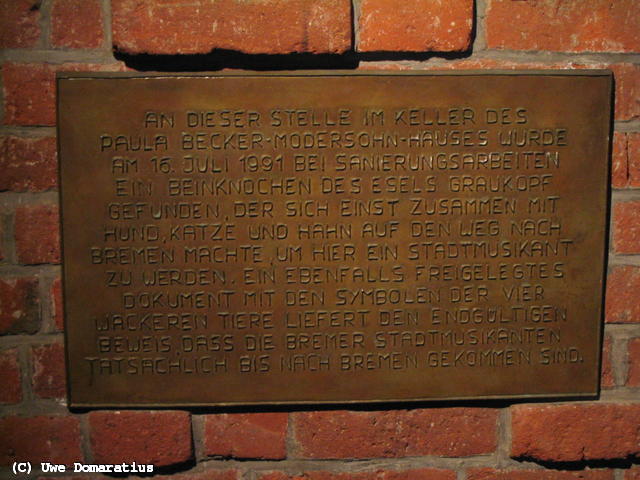 AN DIESER STELLE IM KELLER DES
PAULA BECKER-MODERSOHN-HAUSES WURDE
AM 16. JULI 1991 BEI SANIERUNGSARBEITEN
EIN BEINKNOCHEN DES ESELS GRAUKOPF
GEFUNDEN, DER SICH EINST ZUSAMMEN MIT
HUND, KATZE UND HAHN AUF DEN WEG NACH
BREMEN MACHTE, UM HIER EIN STADTMUSIKANT
ZU WERDEN. EIN EBENFALLS FREIGELEGTES
DOKUMENT MIT DEN SYMBOLEN DER VIER
WACKEREN TIERE LIEFERT DEN ENDGÜLTIGEN
BEWEIS, DASS DIE BREMER STADTMUSIKANTEN
TATSÄCHLICH BIS NACH BREMEN GEKOMMEN SIND.
(C) Uwe Domaratius